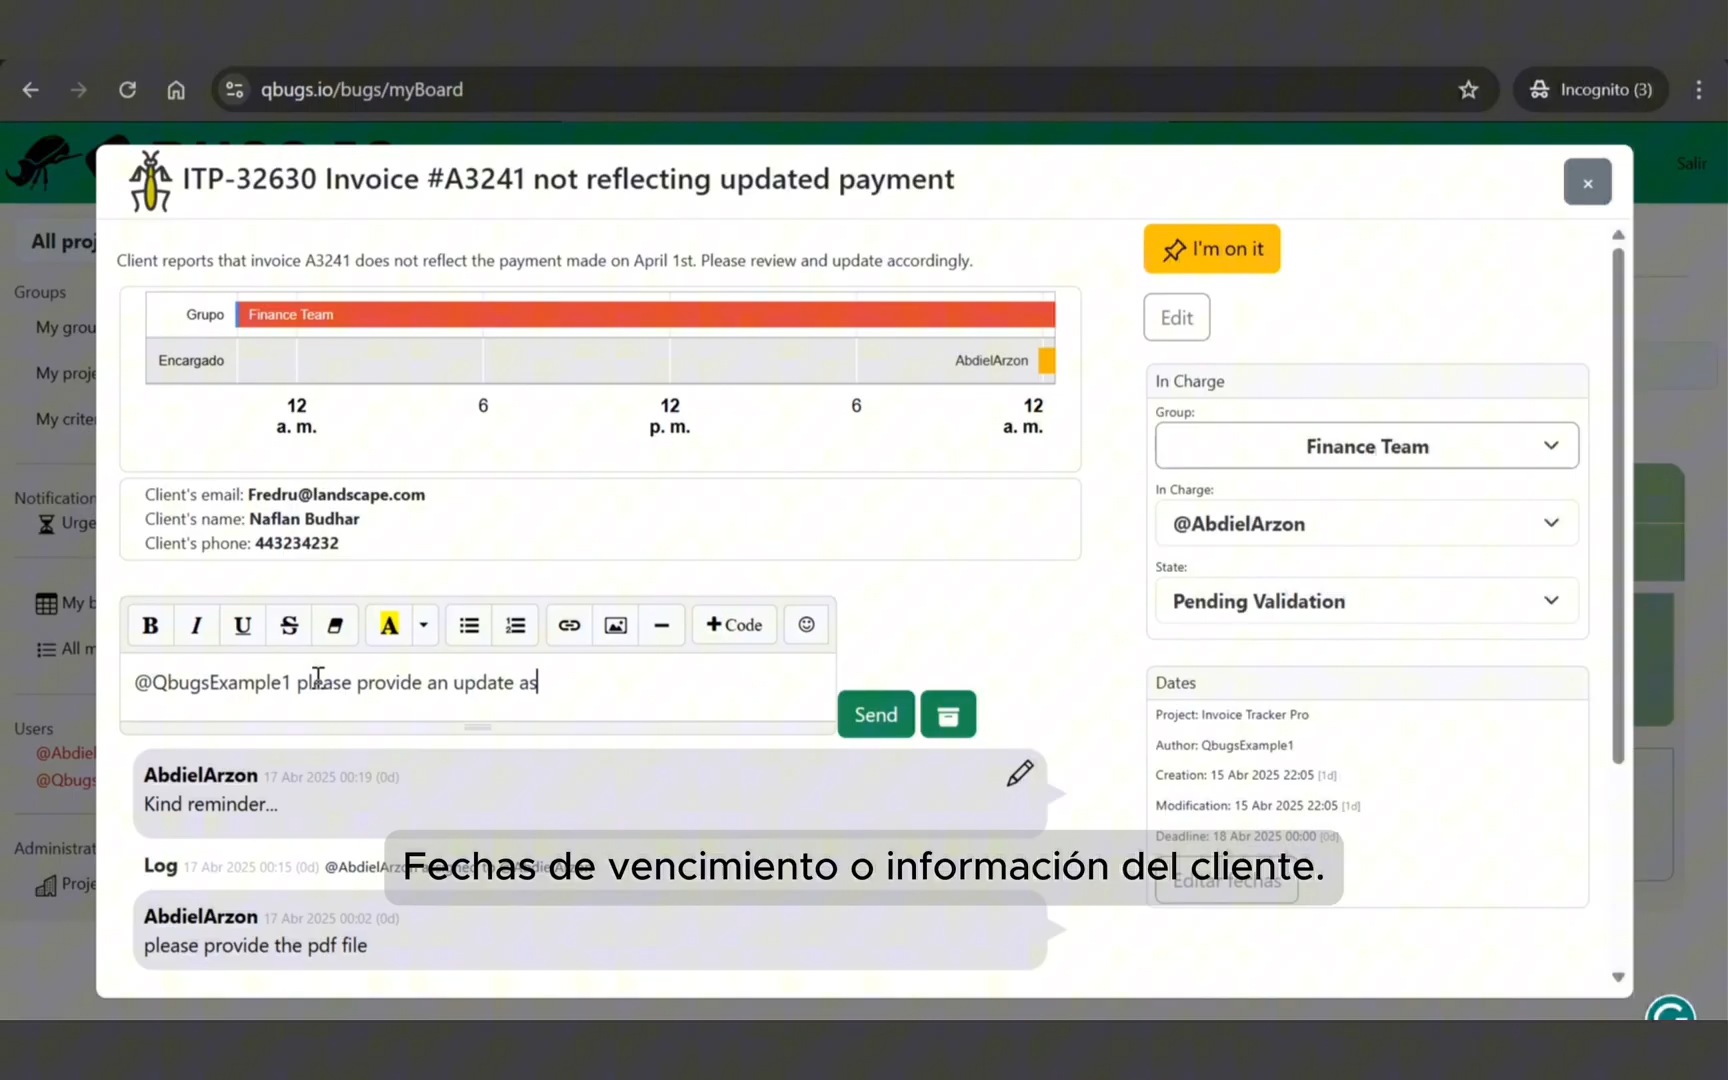 qbugs.io/bugs/myBoard
Incognito (3)
Salir
ITP-32630 Invoice #A3241 not reflecting updated payment
×
All proj
Groups
My grou
My proje
My crite
Notification
Urge
My b
All m
Users
@Abdiel
@Qbugs
Administrat
Proje
Client reports that invoice A3241 does not reflect the payment made on April 1st. Please review and update accordingly.
Grupo
Finance Team
Encargado
AbdielArzon
12 6 12 6 12
a. m. p. m. a. m.
Client's email: Fredru@landscape.com
Client's name: Naflan Budhar
Client's phone: 443234232
B I U S A + Code
@QbugsExample1 please provide an update as
Send
AbdielArzon 17 Abr 2025 00:19 (0d)
Kind reminder...
Log 17 Abr 2025 00:15 (0d) @AbdielArzon
AbdielArzon 17 Abr 2025 00:02 (0d)
please provide the pdf file
I'm on it
Edit
In Charge
Group:
Finance Team
In Charge:
@AbdielArzon
State:
Pending Validation
Dates
Project: Invoice Tracker Pro
Author: QbugsExample1
Creation: 15 Abr 2025 22:05 [1d]
Modification: 15 Abr 2025 22:05 [1d]
Deadline: 18 Abr 2025 00:00 [0d]
Editar fechas
Fechas de vencimiento o información del cliente.